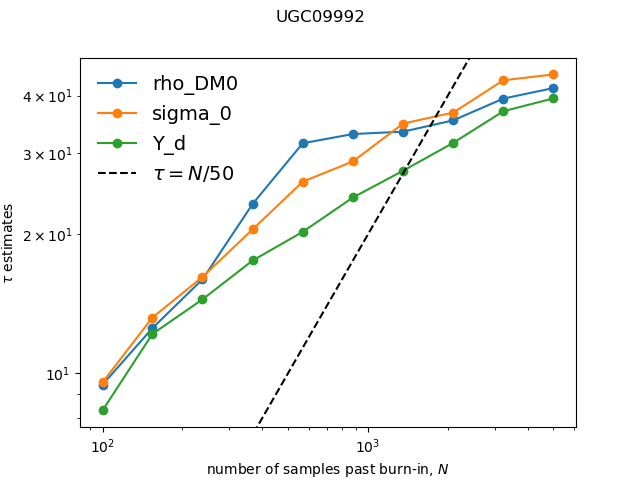 UGC09992
rho_DM0
sigma_0
Y_d
τ = N/50
4 × 10¹
3 × 10¹
2 × 10¹
10¹
τ estimates
10²
10³
number of samples past burn-in, N